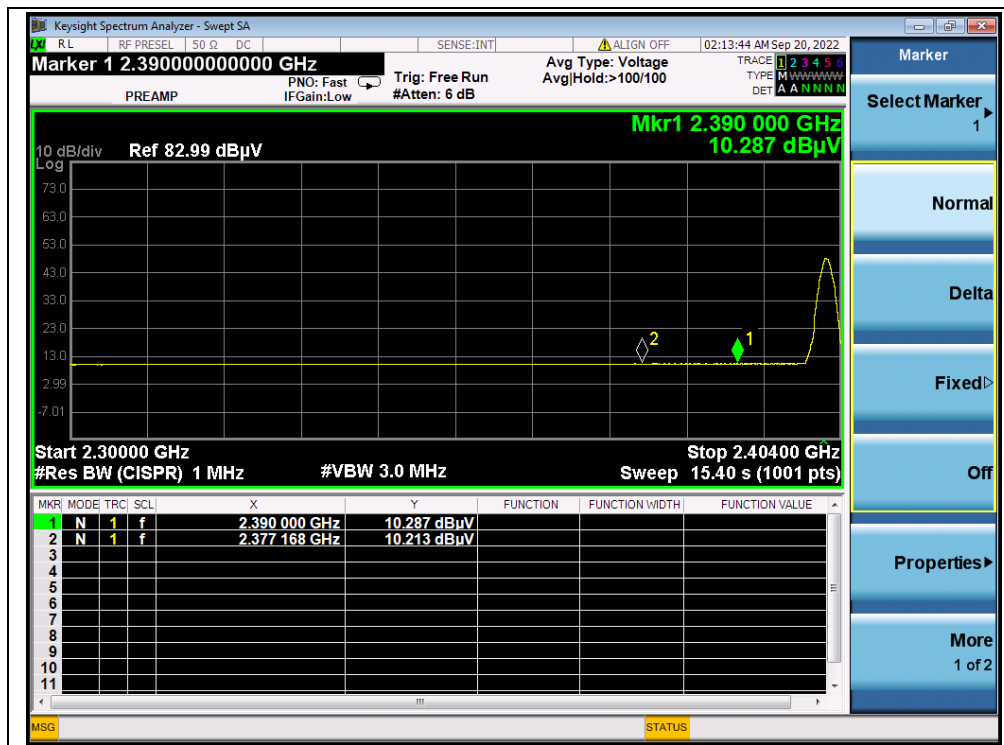 Keysight Spectrum Analyzer - Swept SA
LXI RL RF PRESEL 50 Ω DC SENSE:INT ALIGN OFF 02:13:44 AM Sep 20, 2022
Marker 1 2.390000000000 GHz
PREAMP
PNO: Fast
IFGain:Low
Trig: Free Run
#Atten: 6 dB
Avg Type: Voltage
Avg|Hold:>100/100
TRACE 1 2 3 4 5 6
TYPE M WWWWW
DET A A N N N N
Mkr1 2.390 000 GHz
10.287 dBµV
10 dB/div Ref 82.99 dBµV
Log
73.0
63.0
53.0
43.0
33.0
23.0
13.0
2.99
-7.01
2
1
Start 2.30000 GHz Stop 2.40400 GHz
#Res BW (CISPR) 1 MHz #VBW 3.0 MHz Sweep 15.40 s (1001 pts)
MKR MODE TRC SCL X Y FUNCTION FUNCTION WIDTH FUNCTION VALUE
1 N 1 f 2.390 000 GHz 10.287 dBµV
2 N 1 f 2.377 168 GHz 10.213 dBµV
3
4
5
6
7
8
9
10
11
MSG STATUS
Marker
Select Marker
1
Normal
Delta
Fixed
Off
Properties
More
1 of 2